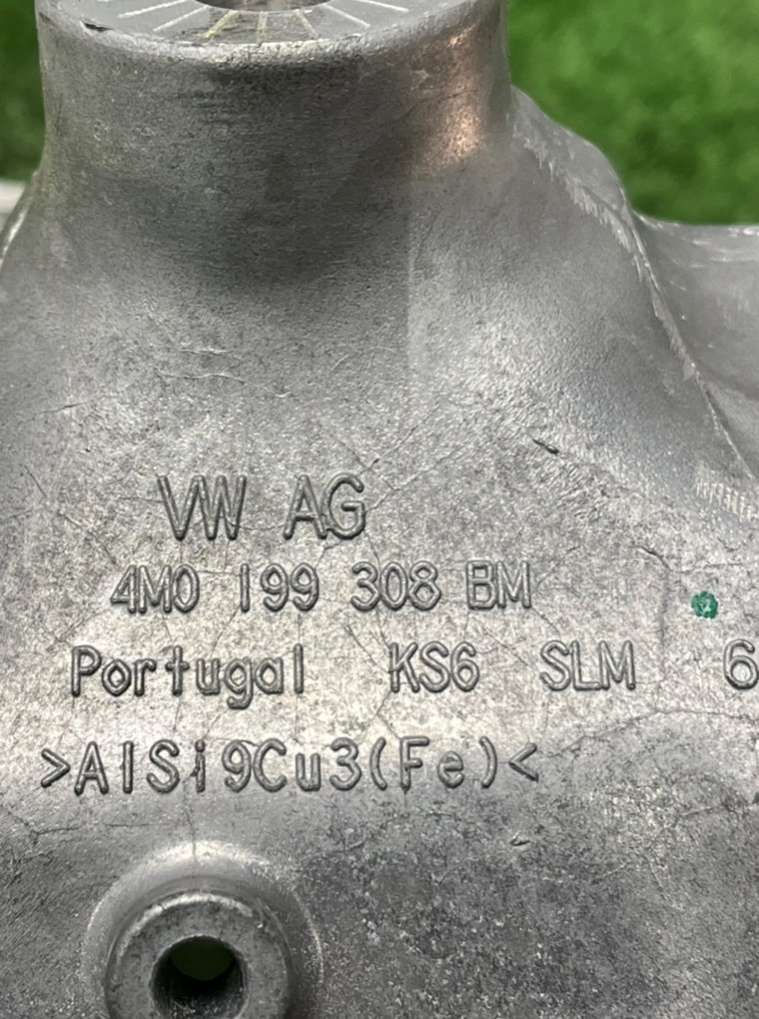 VW AG
4M0 199 308 BM
Portugal KS6 SLM 6
>AlSi9Cu3(Fe)<